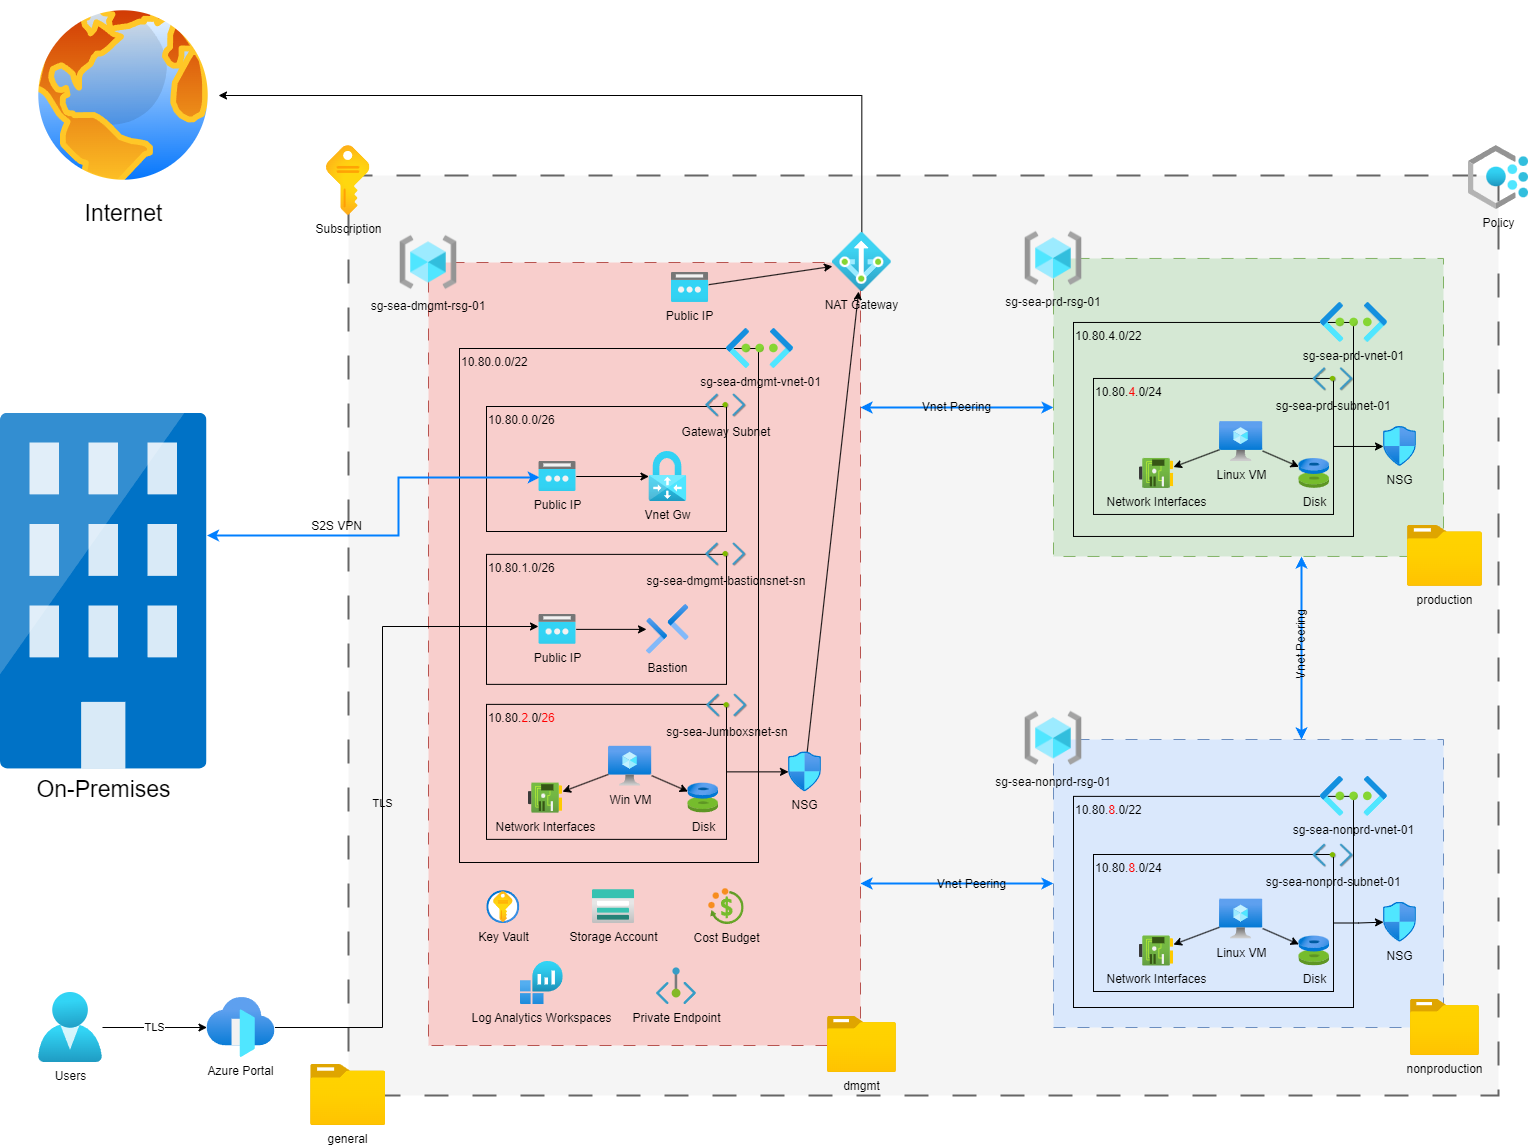 Internet
Subscription
Policy
sg-sea-dmgmt-rsg-01
Public IP
NAT Gateway
sg-sea-prd-rsg-01
10.80.0.0/22
sg-sea-dmgmt-vnet-01
10.80.0.0/26
Gateway Subnet
Public IP
Vnet Gw
S2S VPN
10.80.1.0/26
sg-sea-dmgmt-bastionsnet-sn
Public IP
Bastion
10.80.2.0/26
sg-sea-Jumboxsnet-sn
Win VM
Network Interfaces
Disk
NSG
Key Vault
Storage Account
Cost Budget
Log Analytics Workspaces
Private Endpoint
dmgmt
Vnet Peering
10.80.4.0/22
sg-sea-prd-vnet-01
10.80.4.0/24
sg-sea-prd-subnet-01
Linux VM
Network Interfaces
Disk
NSG
production
Vnet Peering
sg-sea-nonprd-rsg-01
10.80.8.0/22
sg-sea-nonprd-vnet-01
10.80.8.0/24
sg-sea-nonprd-subnet-01
Vnet Peering
Linux VM
Network Interfaces
Disk
NSG
nonproduction
On-Premises
TLS
TLS
Users
Azure Portal
general